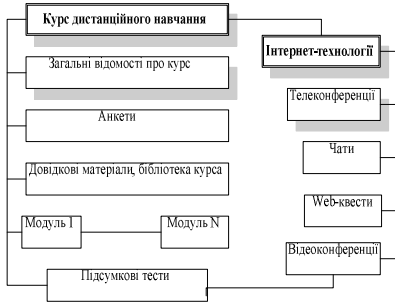 Курс дистанційного навчання
Інтернет-технології
Загальні відомості про курс
Телеконференції
Анкети
Чати
Довідкові матеріали, бібліотека курса
Web-квести
Модуль 1
Модуль N
Відеоконференції
Підсумкові тести